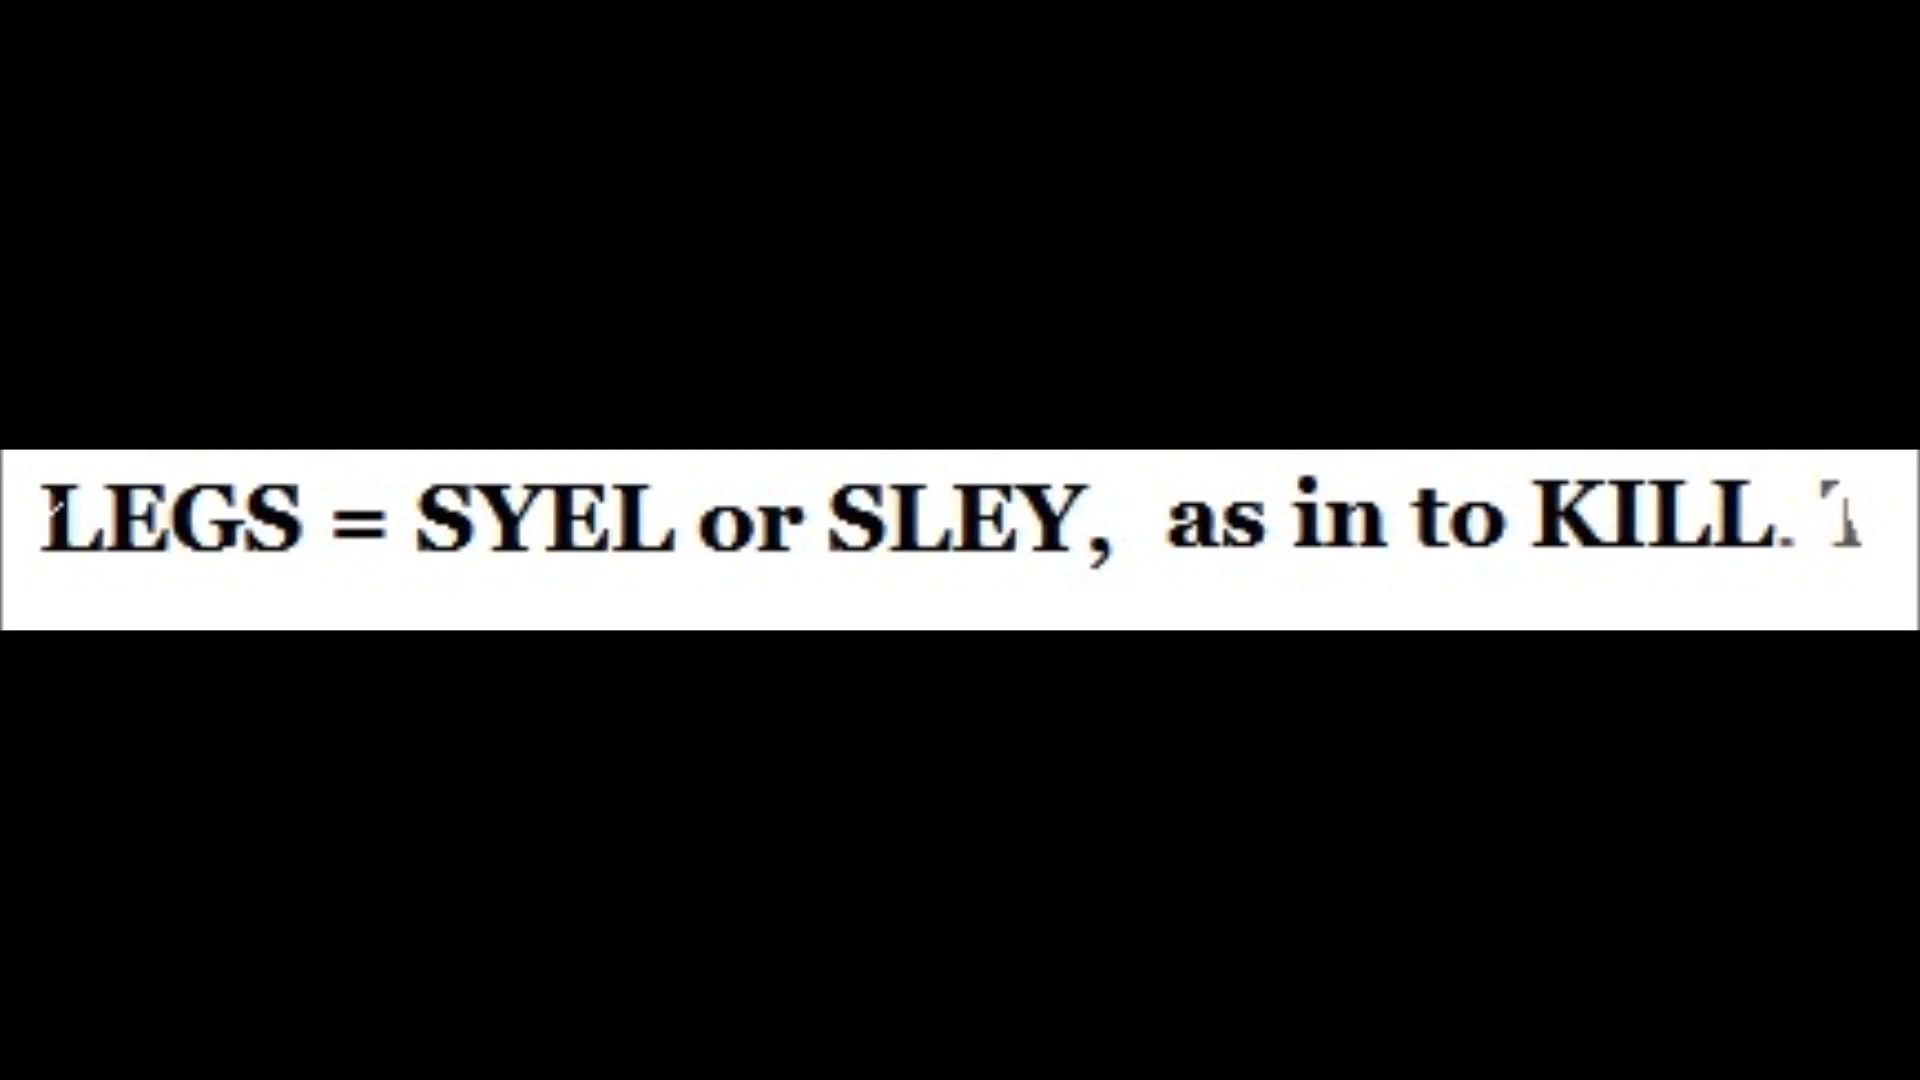 LEGS = SYEL or SLEY, as in to KILL.